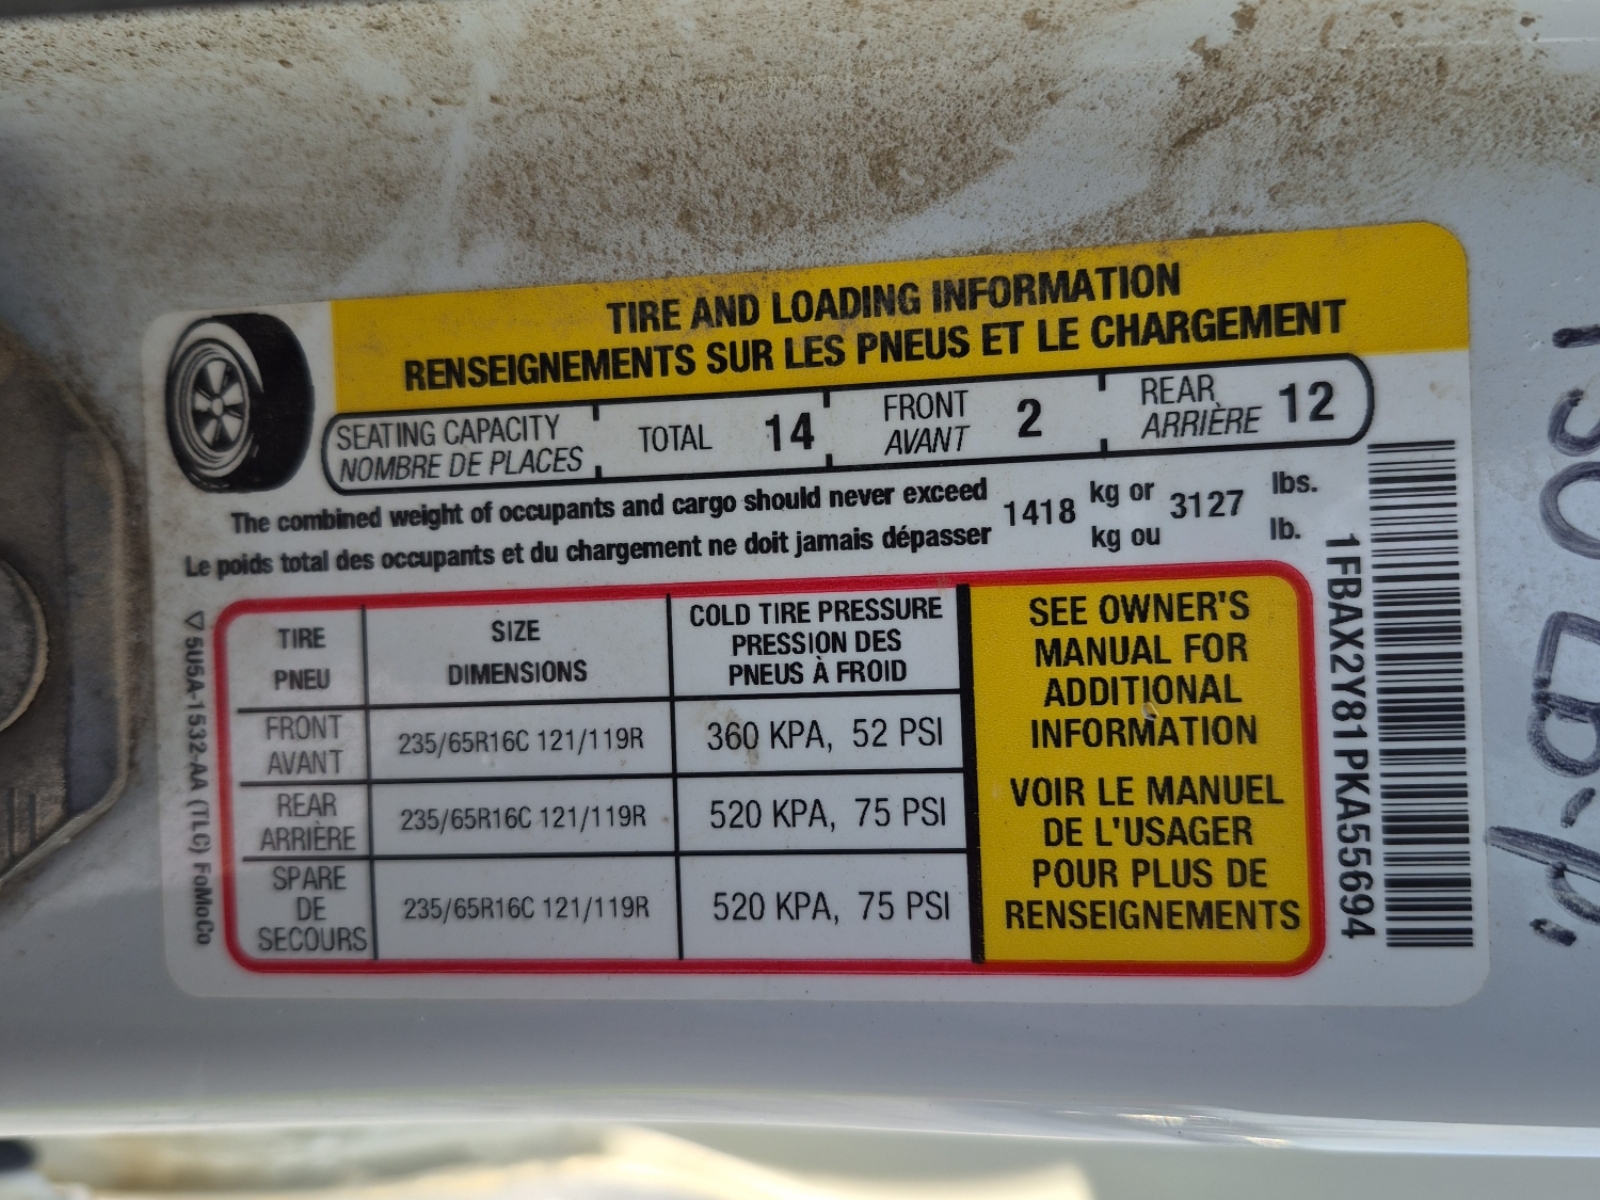 TIRE AND LOADING INFORMATION
RENSEIGNEMENTS SUR LES PNEUS ET LE CHARGEMENT
SEATING CAPACITY
NOMBRE DE PLACES
TOTAL 14
FRONT
AVANT
2
REAR
ARRIÈRE
12
The combined weight of occupants and cargo should never exceed
Le poids total des occupants et du chargement ne doit jamais dépasser
1418
kg or
kg ou
3127
lbs.
lb.
TIRE
PNEU
SIZE
DIMENSIONS
COLD TIRE PRESSURE
PRESSION DES
PNEUS À FROID
FRONT
AVANT
235/65R16C 121/119R
360 KPA, 52 PSI
REAR
ARRIÈRE
235/65R16C 121/119R
520 KPA, 75 PSI
SPARE
DE
SECOURS
235/65R16C 121/119R
520 KPA, 75 PSI
SEE OWNER'S
MANUAL FOR
ADDITIONAL
INFORMATION
VOIR LE MANUEL
DE L'USAGER
POUR PLUS DE
RENSEIGNEMENTS
5U5A-1532-AA (TLC) FoMoCo
1FBAX2Y81PKA55694